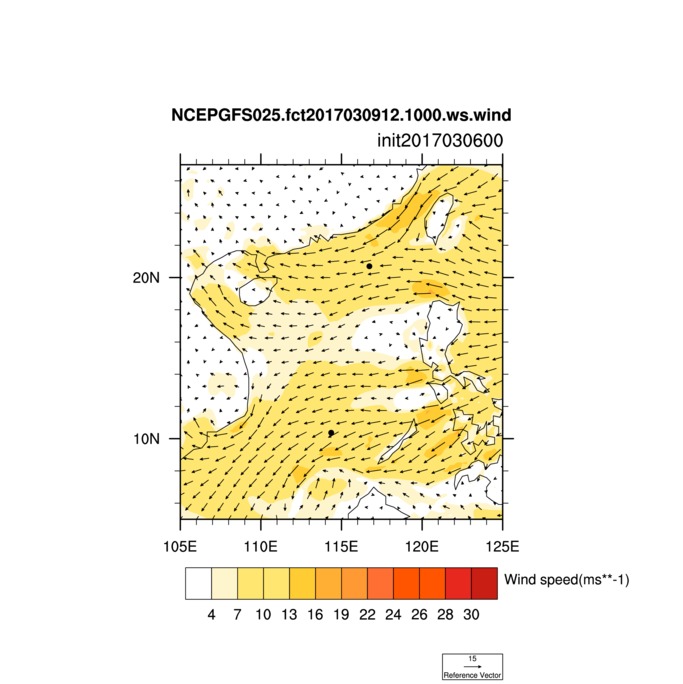 NCEPGFS025.fct2017030912.1000.ws.wind
init2017030600
20N
10N
105E 110E 115E 120E 125E
Wind speed(ms**-1)
4 7 10 13 16 19 22 24 26 28 30
15
Reference Vector